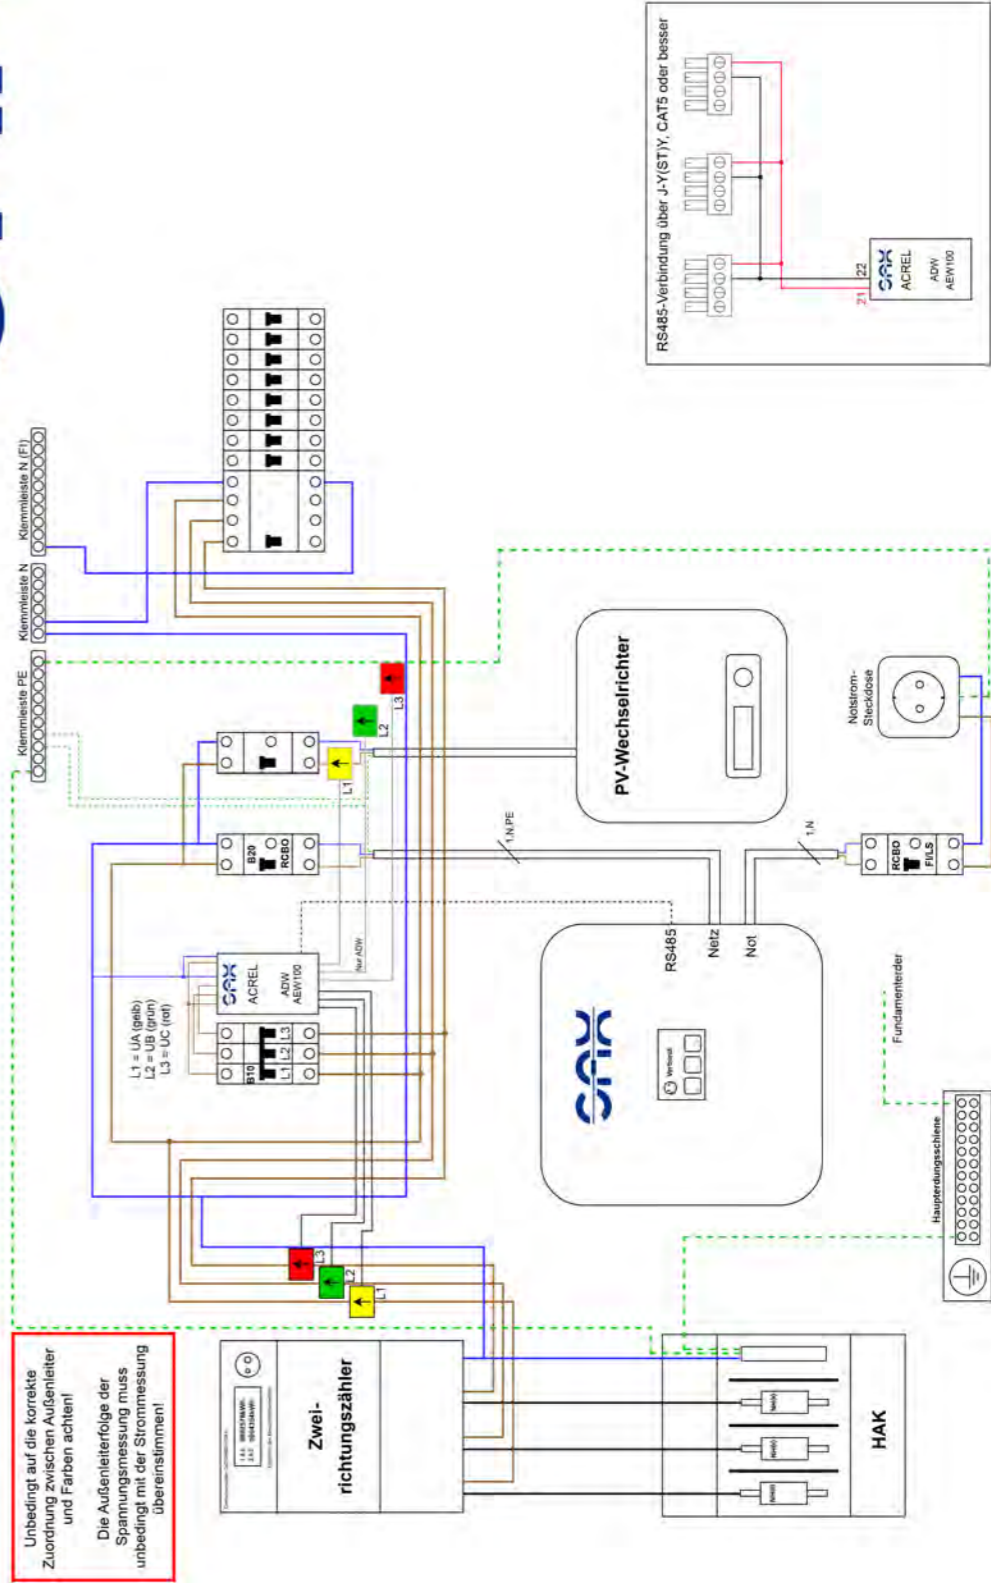 Unbedingt auf die korrekte
Zuordnung zwischen Außenleiter
und Farben achten!
Die Außenleiterfolge der
Spannungsmessung muss
unbedingt mit der Strommessung
übereinstimmen!
Klemmleiste PE
Klemmleiste N
Klemmleiste N (FI)
L1 = UA (gelb)
L2 = UB (grün)
L3 = UC (rot)
B10
L1 L2 L3
SAX
ACREL
ADW
AEW100
B20
RCBO
Nur ADW
L1
L2
L3
L3
L2
L1
Zwei-
richtungszähler
HAK
SAX
RS485
Netz
Not
1,N,PE
1,N
PV-Wechselrichter
RCBO
FI/LS
Notstrom-
Steckdose
Fundamenterder
Haupterdungsschiene
RS485-Verbindung über J-Y(ST)Y, CAT5 oder besser
21 22
SAX
ACREL
ADW
AEW100